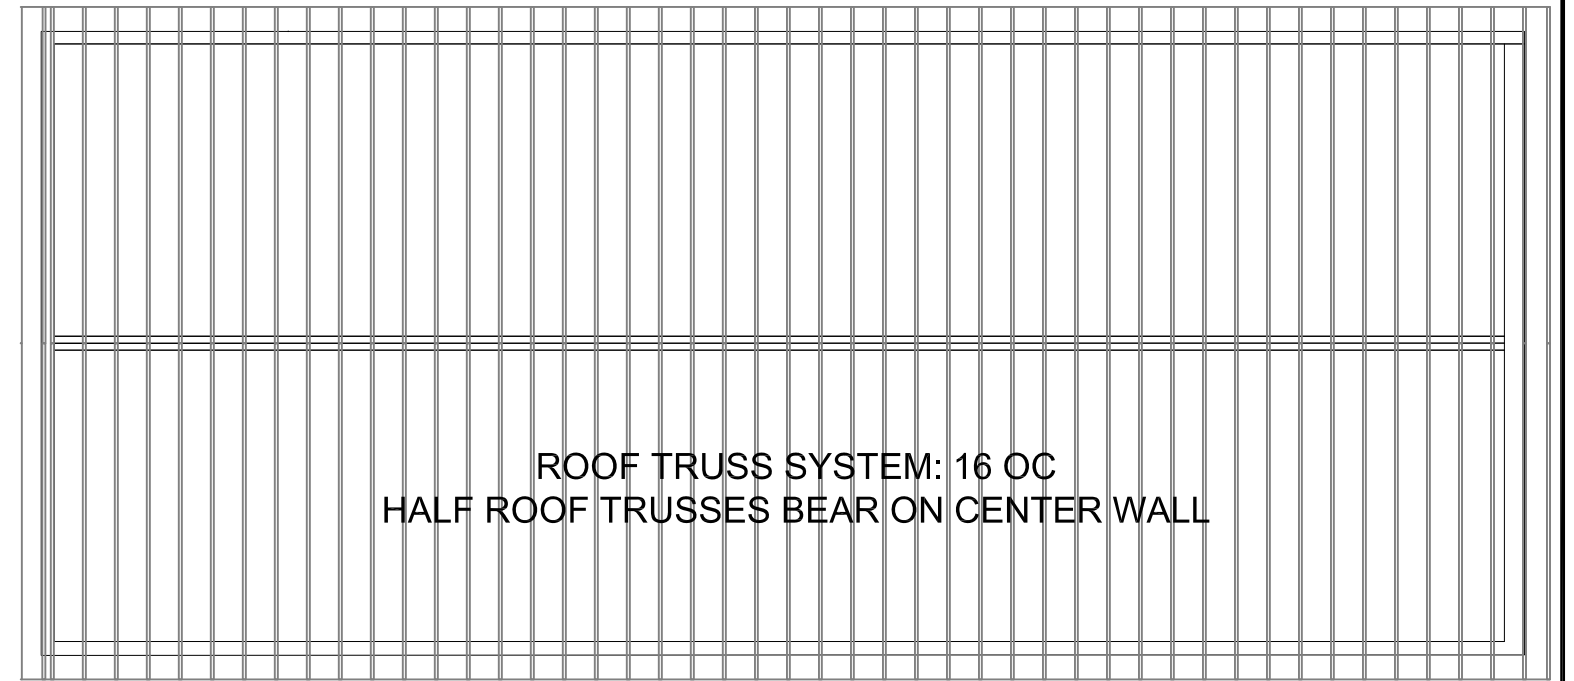 ROOF TRUSS SYSTEM: 16 OC
HALF ROOF TRUSSES BEAR ON CENTER WALL